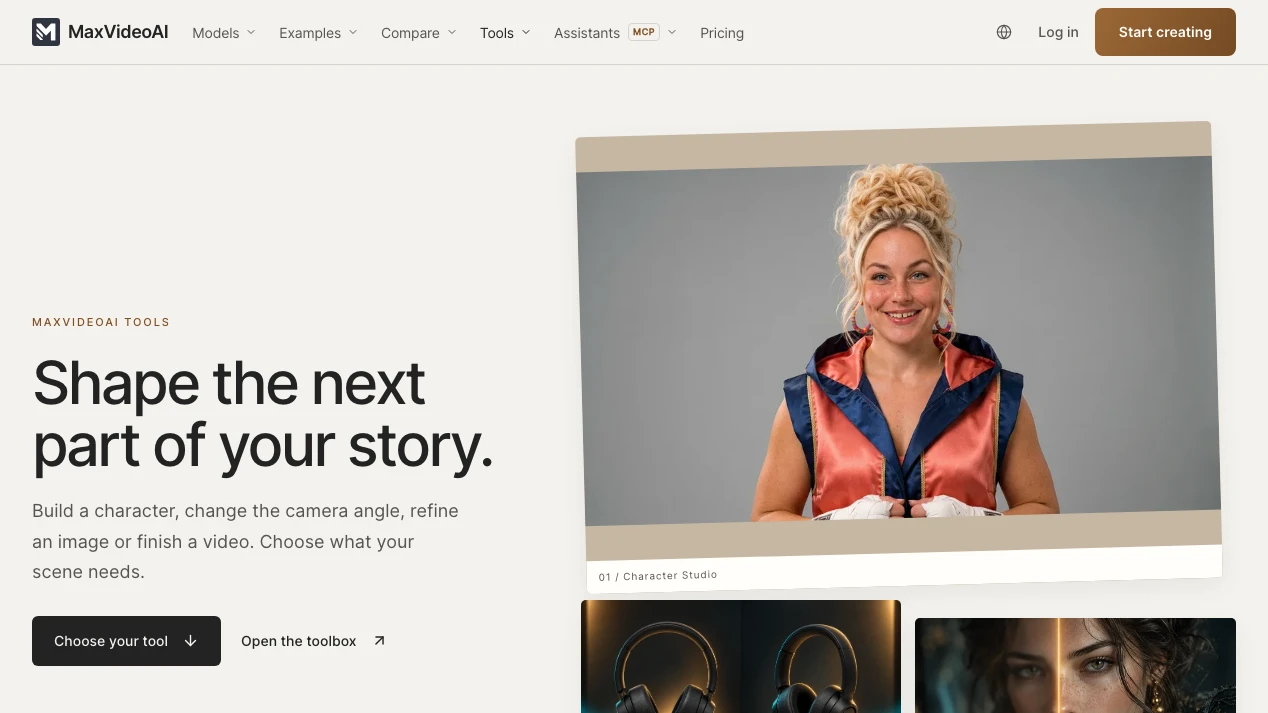 MaxVideoAI
Models
Examples
Compare
Tools
Assistants MCP
Pricing
Log in
Start creating
MAXVIDEOAI TOOLS
Shape the next
part of your story.
Build a character, change the camera angle, refine
an image or finish a video. Choose what your
scene needs.
Choose your tool
Open the toolbox
01 / Character Studio